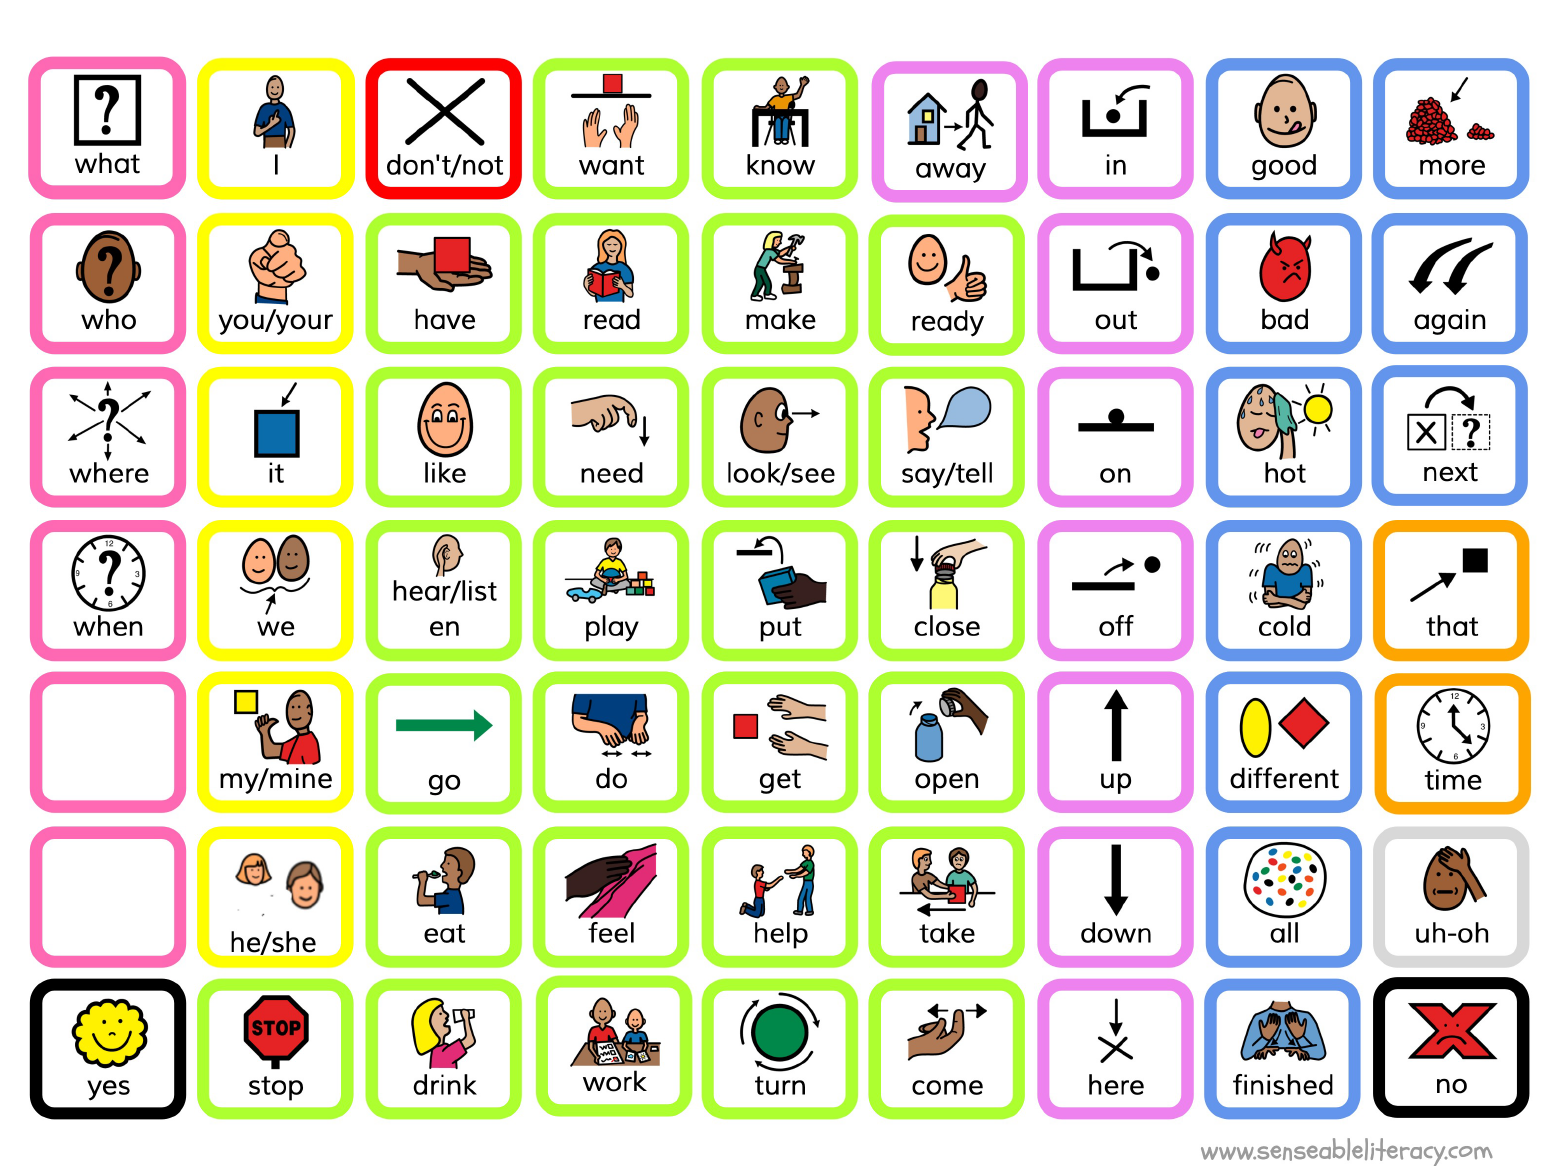 what
I
don't/not
want
know
away
in
good
more
who
you/your
have
read
make
ready
out
bad
again
where
it
like
need
look/see
say/tell
on
hot
next
when
we
hear/list
en
play
put
close
off
cold
that
my/mine
go
do
get
open
up
different
time
he/she
eat
feel
help
take
down
all
uh-oh
yes
STOP
stop
drink
work
turn
come
here
finished
no
www.senseableliteracy.com